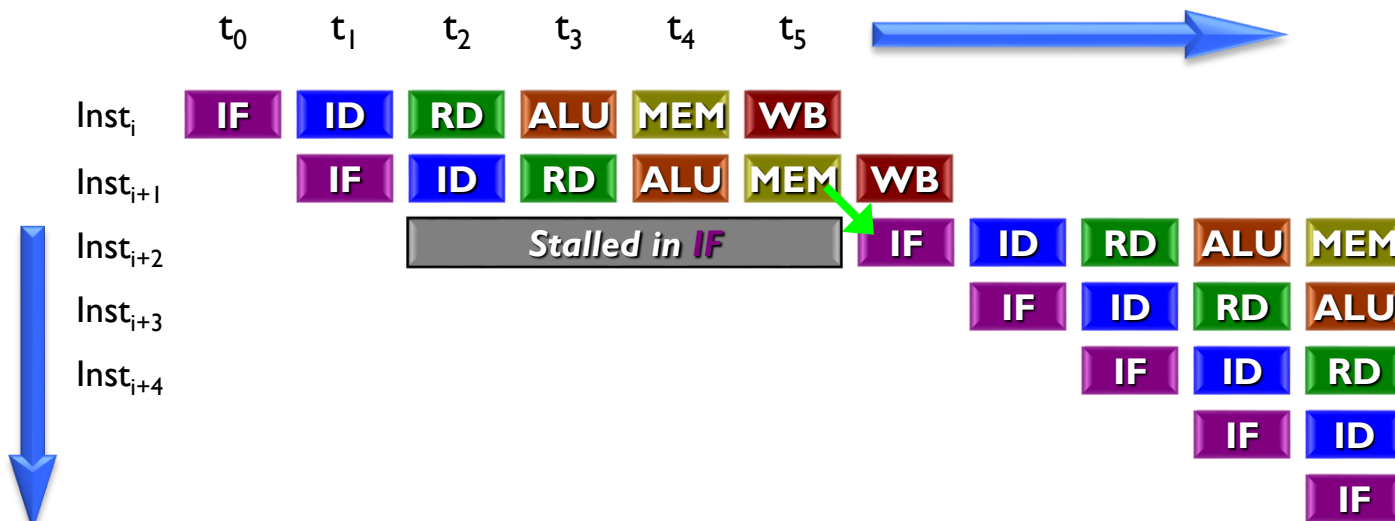 t0 t1 t2 t3 t4 t5
Insti IF ID RD ALU MEM WB
Insti+1 IF ID RD ALU MEM WB
Insti+2 Stalled in IF IF ID RD ALU MEM
Insti+3 IF ID RD ALU
Insti+4 IF ID RD
IF ID
IF